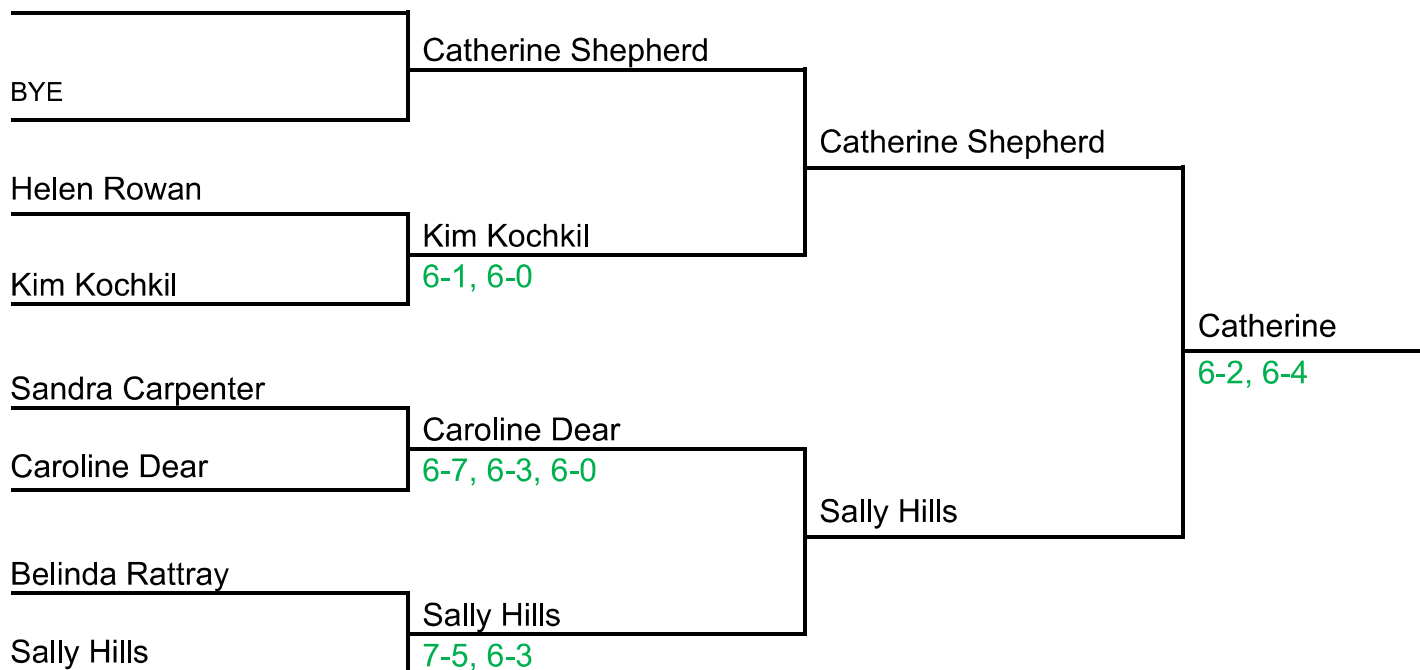 BYE
Helen Rowan
Kim Kochkil
Sandra Carpenter
Caroline Dear
Belinda Rattray
Sally Hills
Catherine Shepherd
Kim Kochkil
6-1, 6-0
Caroline Dear
6-7, 6-3, 6-0
Sally Hills
7-5, 6-3
Catherine Shepherd
Sally Hills
Catherine
6-2, 6-4